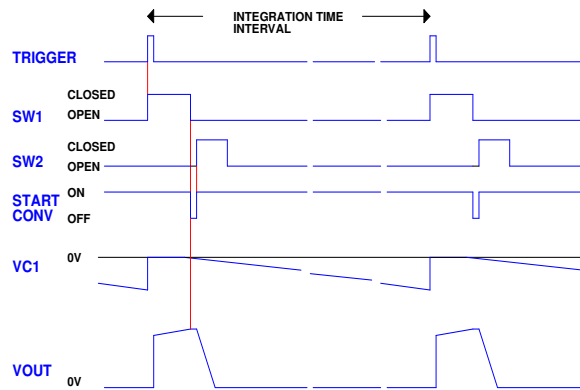 INTEGRATION TIME
INTERVAL
TRIGGER
CLOSED
SW1
OPEN
CLOSED
SW2
OPEN
ON
START
CONV
OFF
0V
VC1
VOUT
0V